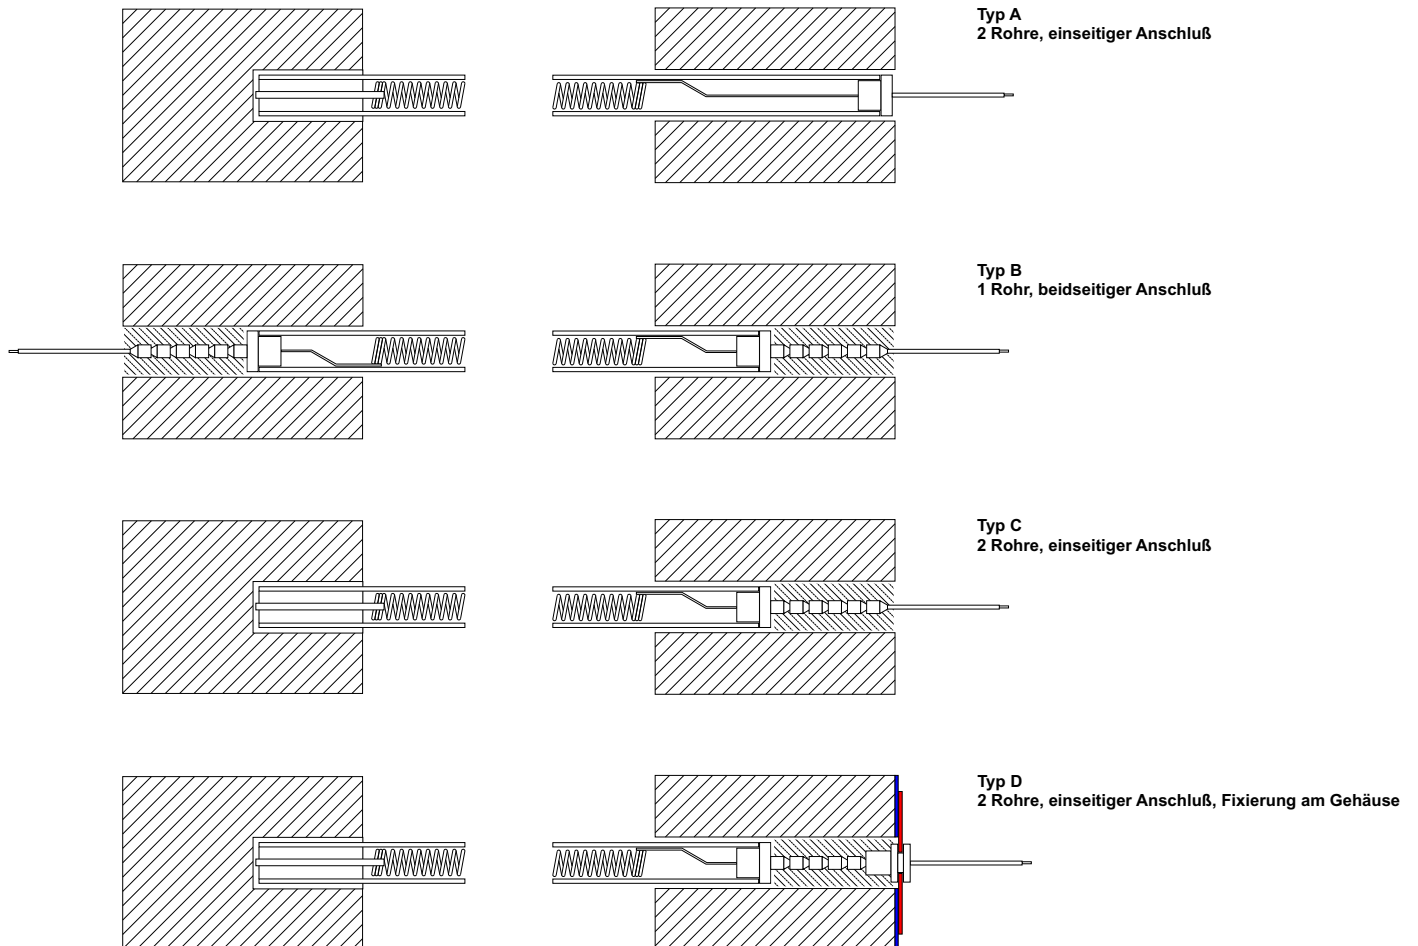 Typ A
2 Rohre, einseitiger Anschluß
Typ B
1 Rohr, beidseitiger Anschluß
Typ C
2 Rohre, einseitiger Anschluß
Typ D
2 Rohre, einseitiger Anschluß, Fixierung am Gehäuse